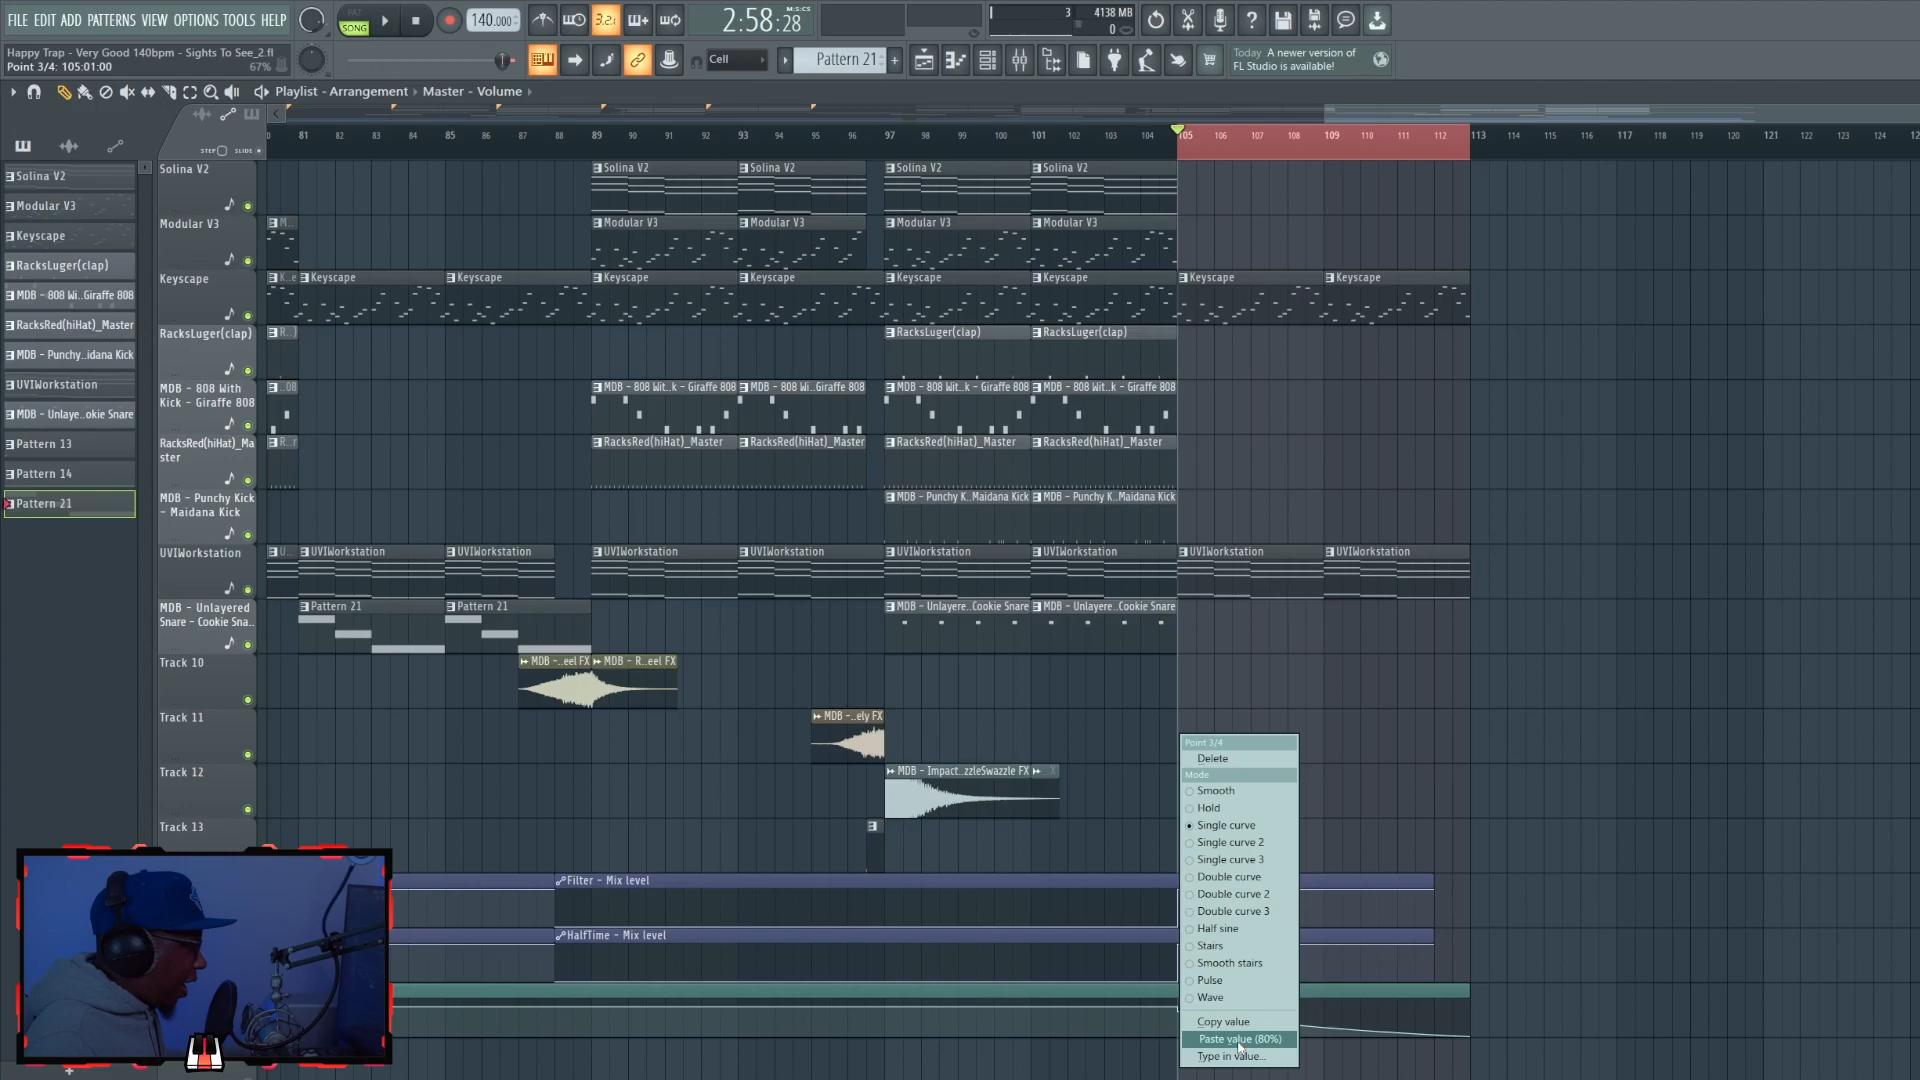 FILE EDIT ADD PATTERNS VIEW OPTIONS TOOLS HELP
PAT
SONG
140.000
3.2.
2:58:28
M:S:CS
3
4138 MB
0
Happy Trap - Very Good 140bpm - Sights To See_2.fl
Point 3/4: 105:01:00
67%
Cell
Pattern 21
Today A newer version of
FL Studio is available!
Playlist - Arrangement
Master - Volume
81 82 83 84 85 86 87 88 89 90 91 92 93 94 95 96 97 98 99 100 101 102 103 104 105 106 107 108 109 110 111 112 113 114 115 116 117 118 119 120 121 122 123 124
STEP
SLIDE
Solina V2
Modular V3
Keyscape
RacksLuger(clap)
MDB - 808 Wi..Giraffe 808
RacksRed(hiHat)_Master
MDB - Punchy..idana Kick
UVIWorkstation
MDB - Unlaye..okie Snare
Pattern 13
Pattern 14
Pattern 21
Solina V2
Solina V2
Solina V2
Solina V2
Solina V2
Modular V3
M..
Modular V3
Modular V3
Modular V3
Modular V3
Keyscape
K..e
Keyscape
Keyscape
Keyscape
Keyscape
Keyscape
Keyscape
Keyscape
Keyscape
RacksLuger(clap)
R..)
RacksLuger(clap)
RacksLuger(clap)
MDB - 808 With
Kick - Giraffe 808
..08
MDB - 808 Wit..k - Giraffe 808
MDB - 808 Wi..Giraffe 808
MDB - 808 Wit..k - Giraffe 808
MDB - 808 Wit..k - Giraffe 808
RacksRed(hiHat)_Ma
ster
R..r
RacksRed(hiHat)_Master
RacksRed(hiHat)_Master
RacksRed(hiHat)_Master
RacksRed(hiHat)_Master
MDB - Punchy Kick
- Maidana Kick
MDB - Punchy K..Maidana Kick
MDB - Punchy K..Maidana Kick
UVIWorkstation
U..
UVIWorkstation
UVIWorkstation
UVIWorkstation
UVIWorkstation
UVIWorkstation
UVIWorkstation
UVIWorkstation
UVIWorkstation
MDB - Unlayered
Snare - Cookie Sna..
Pattern 21
Pattern 21
MDB - Unlayere..Cookie Snare
MDB - Unlayere..Cookie Snare
Track 10
MDB -..eel FX
MDB - R..eel FX
Track 11
MDB -..ely FX
Track 12
MDB - Impact..zzleSwazzle FX
Track 13
Filter - Mix level
HalfTime - Mix level
Point 3/4
Delete
Mode
Smooth
Hold
Single curve
Single curve 2
Single curve 3
Double curve
Double curve 2
Double curve 3
Half sine
Stairs
Smooth stairs
Pulse
Wave
Copy value
Paste value (80%)
Type in value...